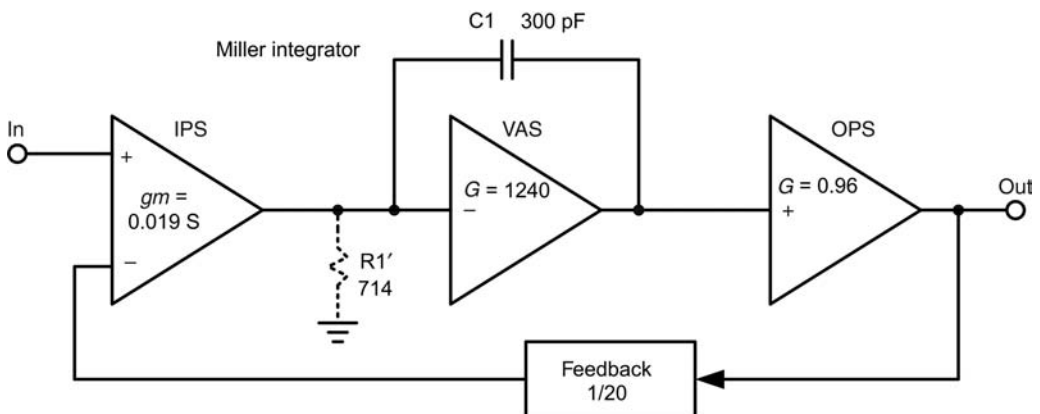 C1 300 pF
Miller integrator
In
IPS
VAS
OPS
+
gm =
0.019 S
−
G = 1240
−
G = 0.96
+
Out
R1′
714
Feedback
1/20